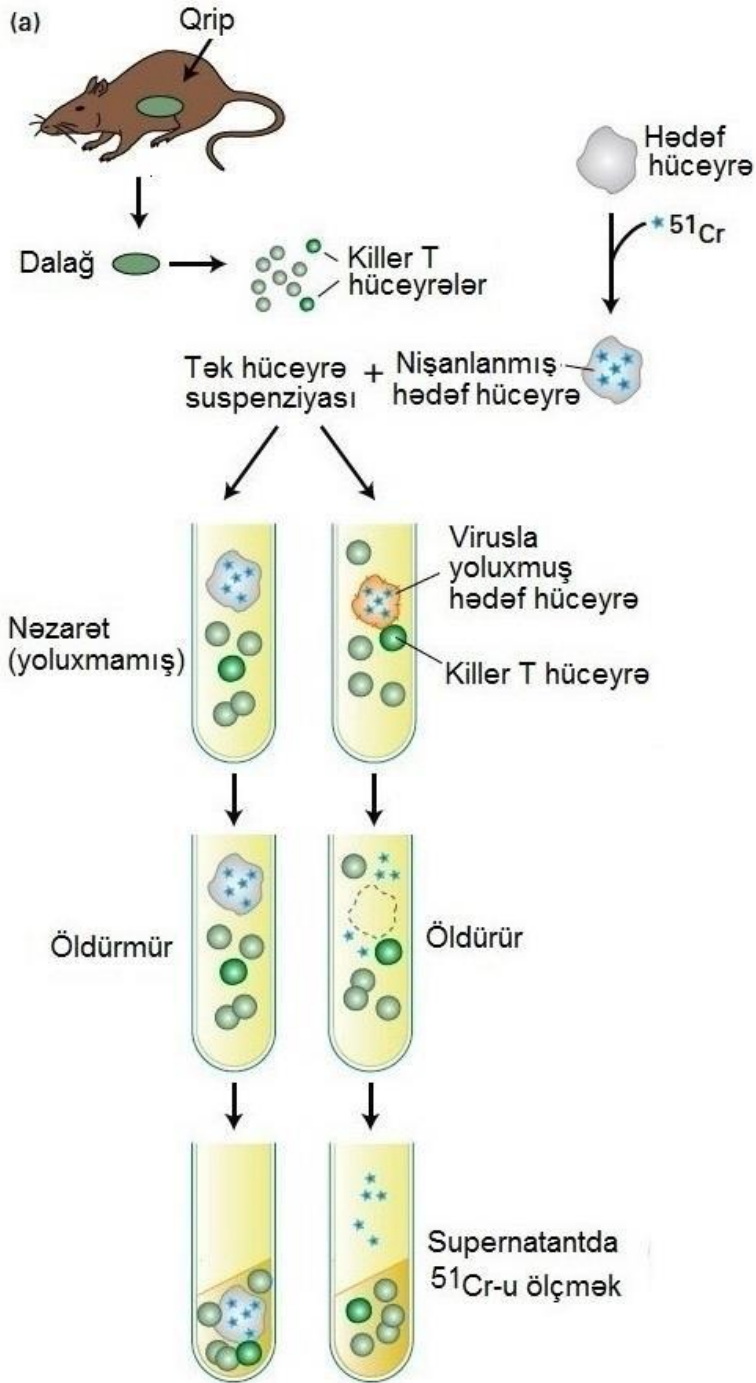 (a)
Qrip
Hədəf
hüceyrə
51Cr
Dalağ
Killer T
hüceyrələr
Tək hüceyrə
suspenziyası
+
Nişanlanmış
hədəf hüceyrə
Virusla
yoluxmuş
hədəf hüceyrə
Nəzarət
(yoluxmamış)
Killer T hüceyrə
Öldürmür
Öldürür
Supernatantda
51Cr-u ölçmək